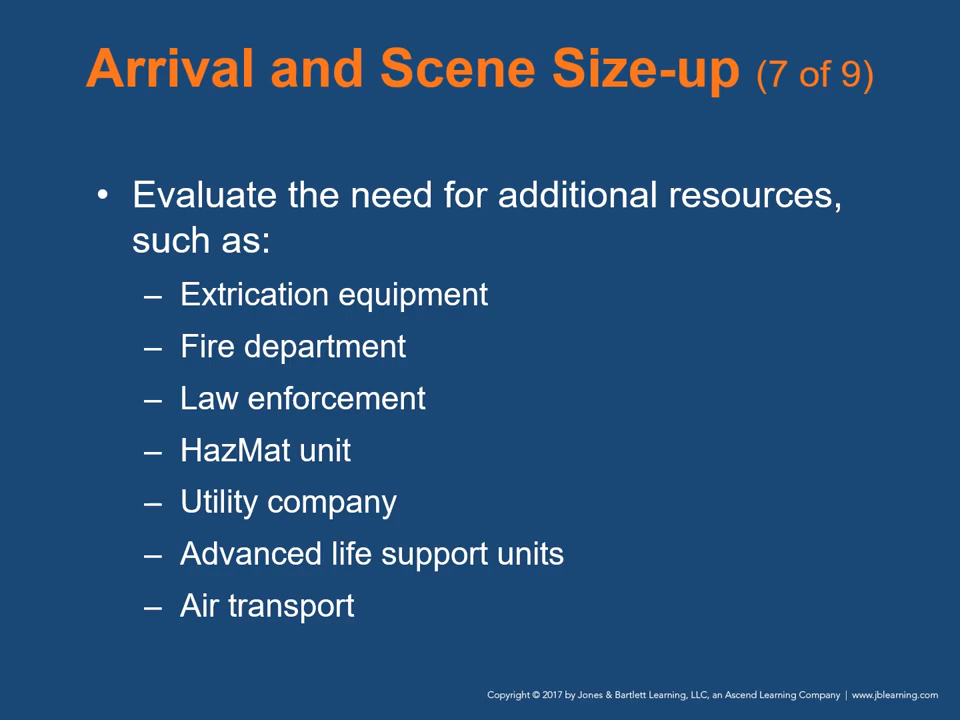 Arrival and Scene Size-up (7 of 9)
• Evaluate the need for additional resources,
such as:
– Extrication equipment
– Fire department
– Law enforcement
– HazMat unit
– Utility company
– Advanced life support units
– Air transport
Copyright © 2017 by Jones & Bartlett Learning, LLC, an Ascend Learning Company | www.jblearning.com